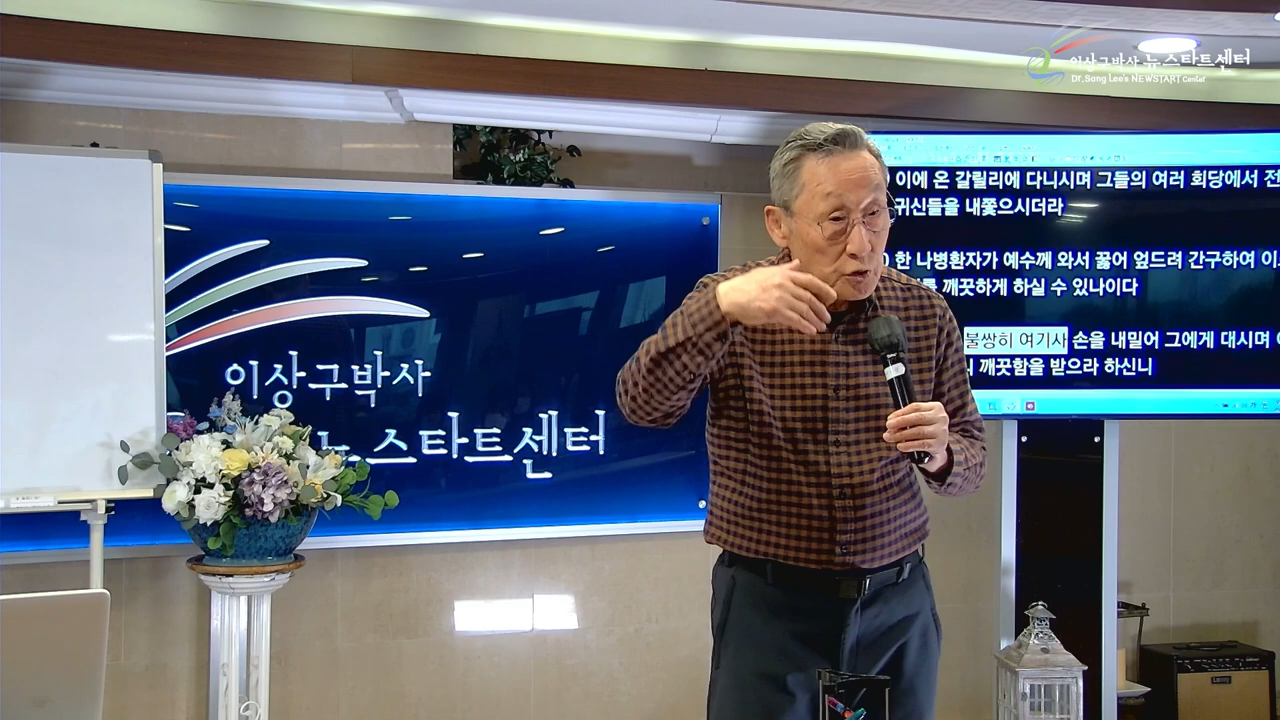 이상구박사 뉴스타트센터
Dr.Sang Lee's NEWSTART Center
이에 온 갈릴리에 다니시며 그들의 여러 회당에서 전
귀신들을 내쫓으시더라
한 나병환자가 예수께 와서 꿇어 엎드려 간구하여 이
깨끗하게 하실 수 있나이다
불쌍히 여기사 손을 내밀어 그에게 대시며
깨끗함을 받으라 하신니
이상구박사
뉴스타트센터